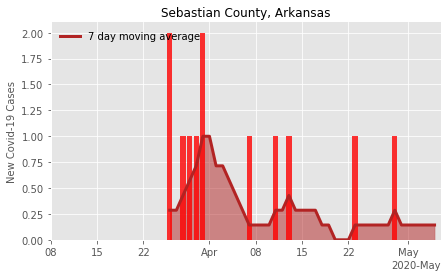 Sebastian County, Arkansas
7 day moving average
New Covid-19 Cases
2.00
1.75
1.50
1.25
1.00
0.75
0.50
0.25
0.00
08 15 22 Apr 08 15 22 May
2020-May